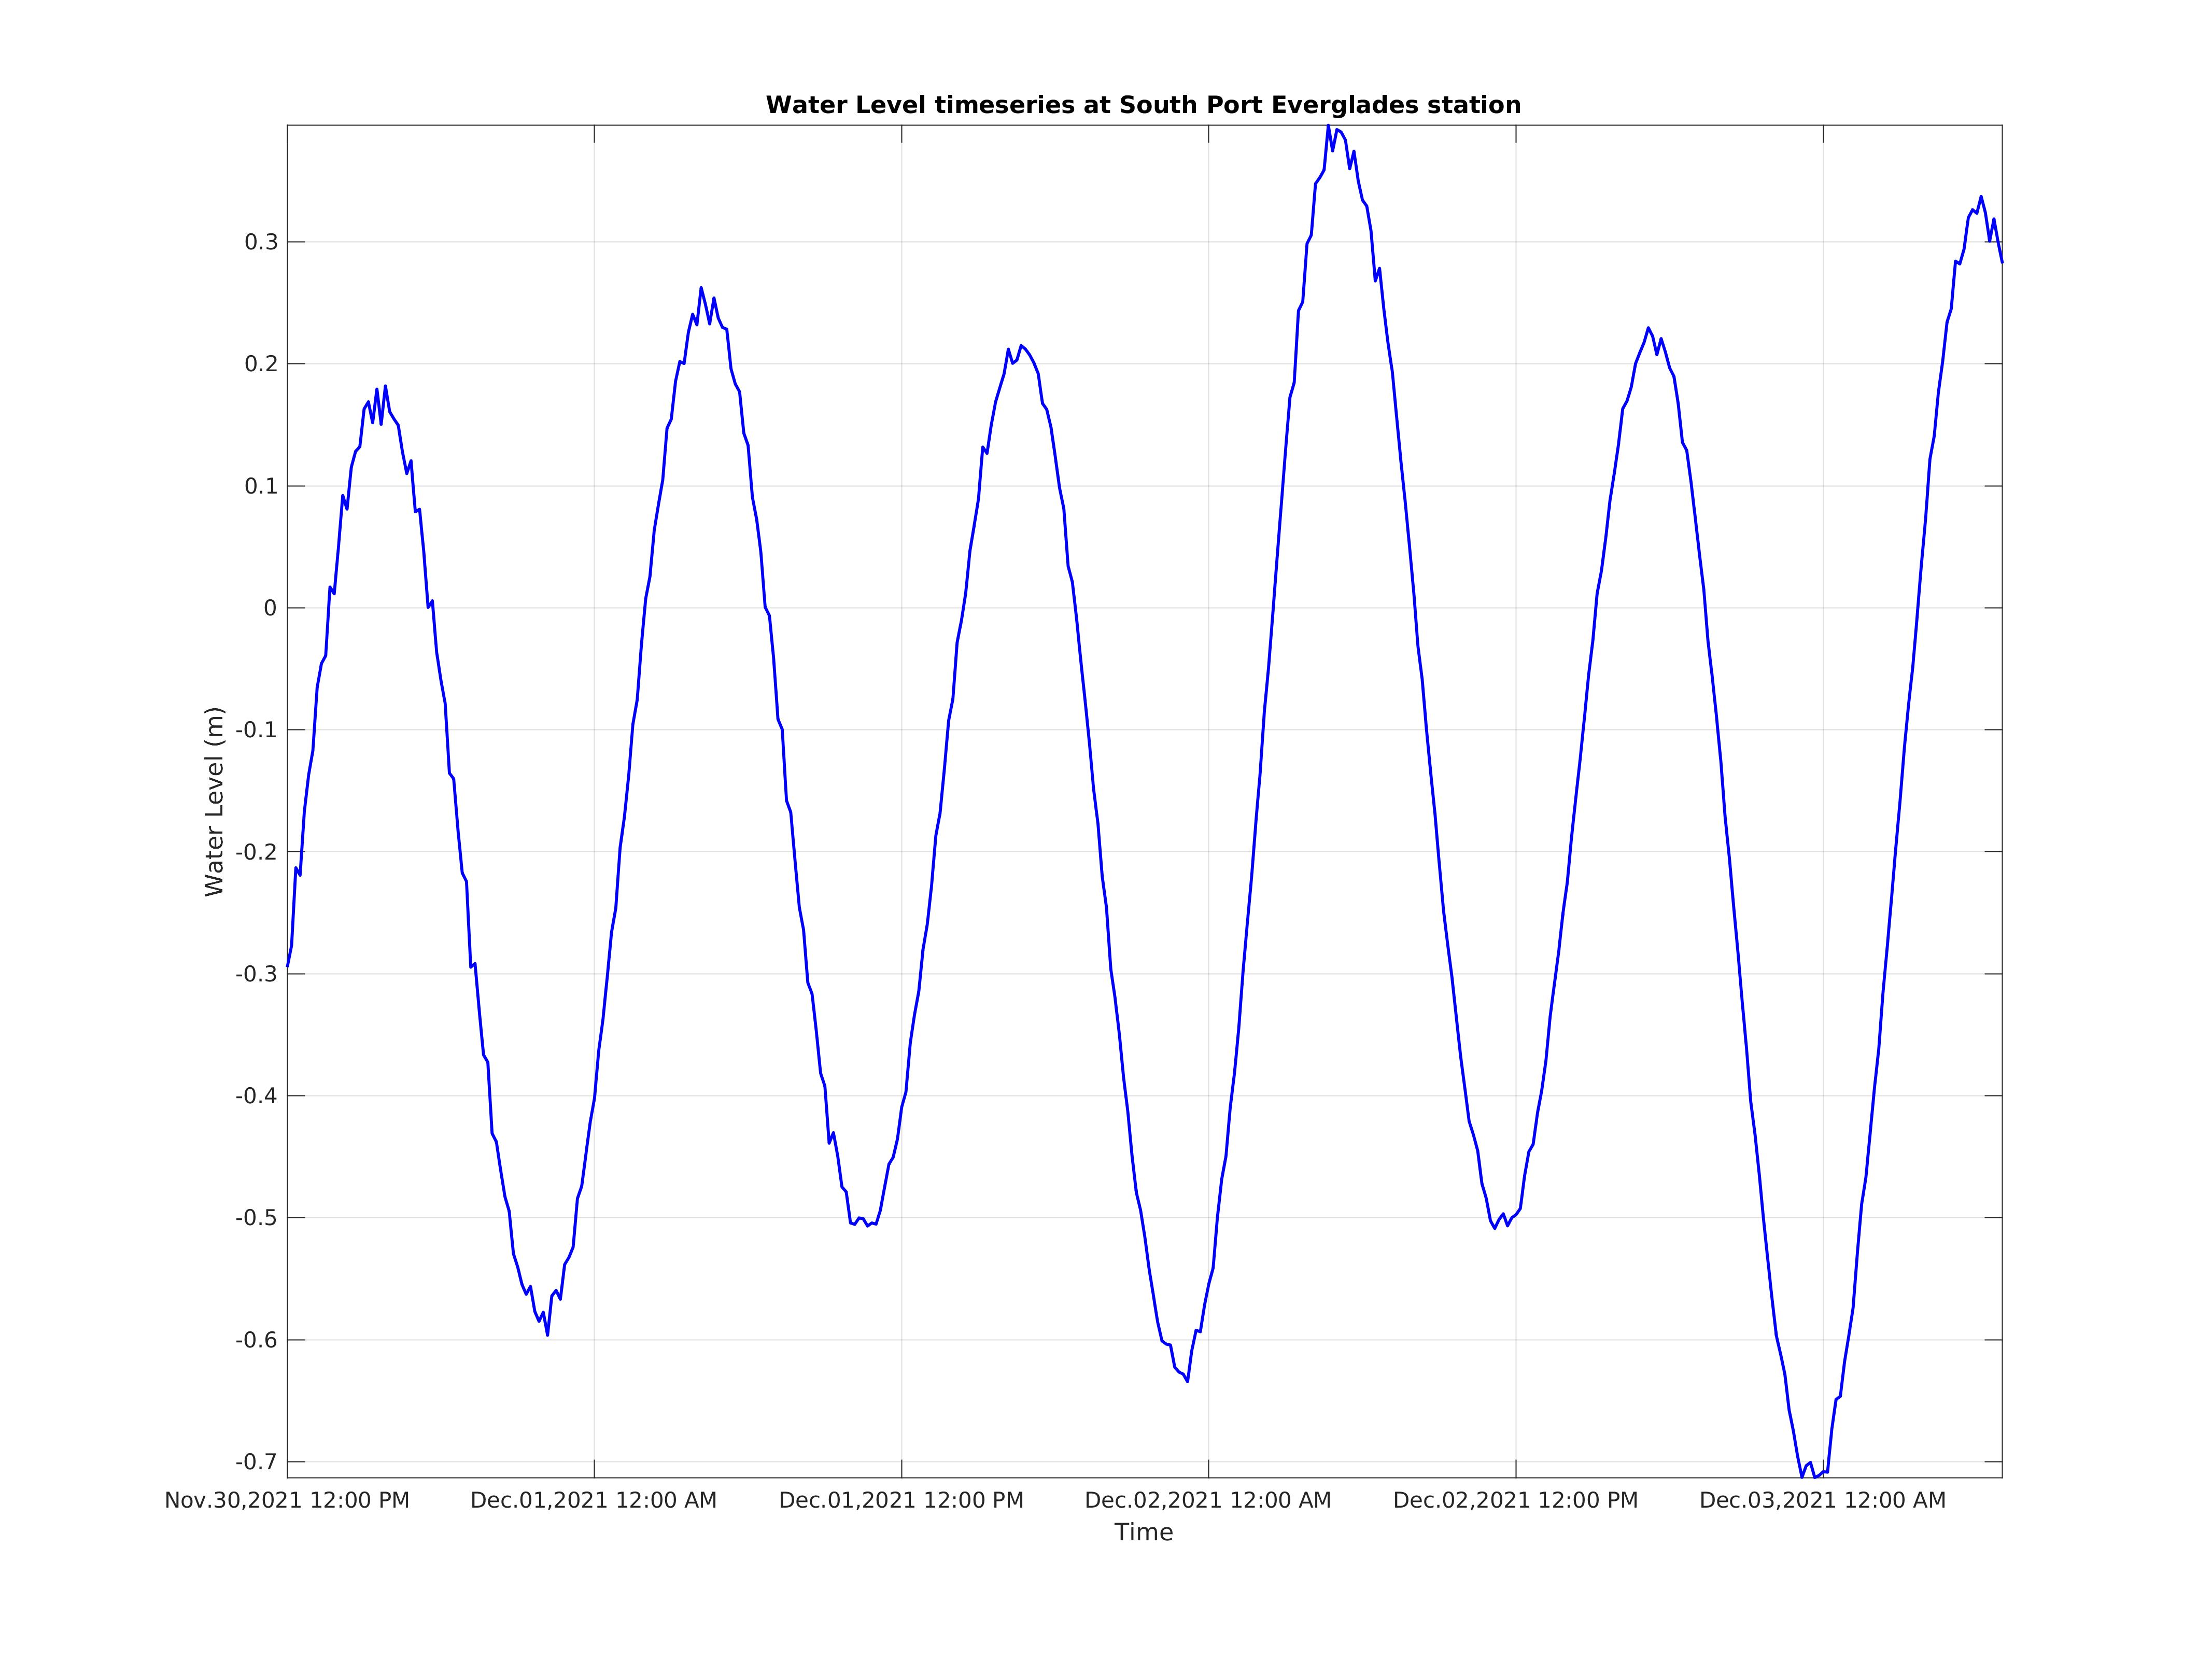 Water Level timeseries at South Port Everglades station
0.3
0.2
0.1
0
-0.1
-0.2
-0.3
-0.4
-0.5
-0.6
-0.7
Water Level (m)
Nov.30,2021 12:00 PM
Dec.01,2021 12:00 AM
Dec.01,2021 12:00 PM
Dec.02,2021 12:00 AM
Dec.02,2021 12:00 PM
Dec.03,2021 12:00 AM
Time